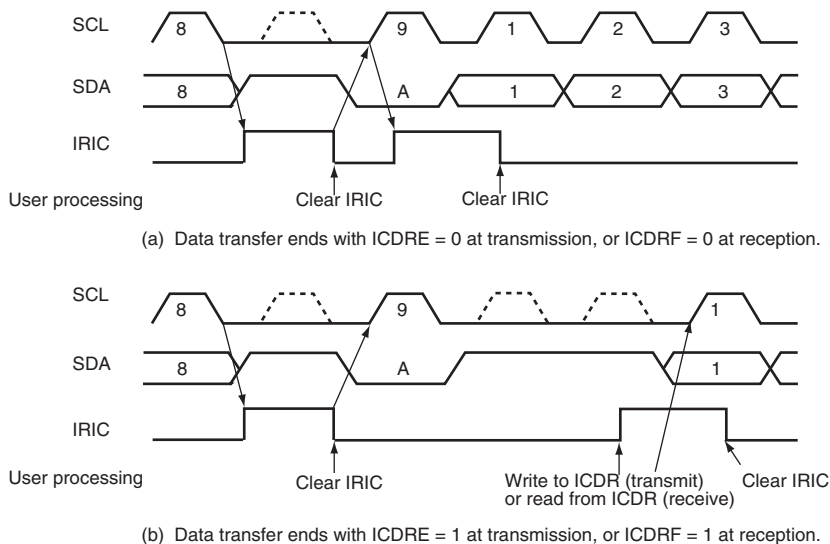 SCL 8 9 1 2 3
SDA 8 A 1 2 3
IRIC
User processing Clear IRIC Clear IRIC
(a) Data transfer ends with ICDRE = 0 at transmission, or ICDRF = 0 at reception.
SCL 8 9 1
SDA 8 A 1
IRIC
User processing Clear IRIC Write to ICDR (transmit) Clear IRIC
or read from ICDR (receive)
(b) Data transfer ends with ICDRE = 1 at transmission, or ICDRF = 1 at reception.